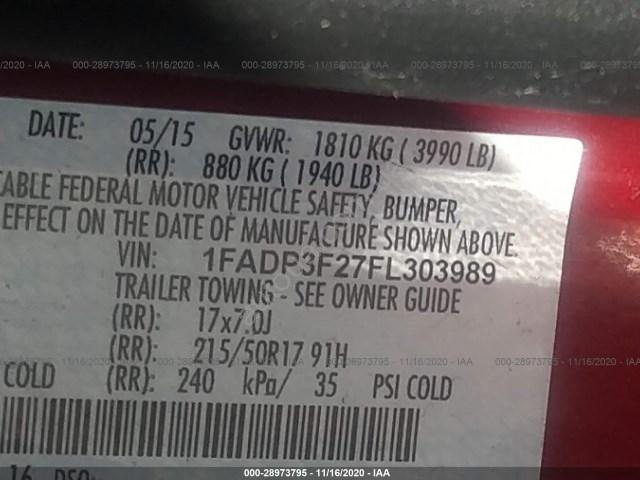 000-28973795 - 11/16/2020 - IAA
DATE: 05/15 GVWR: 1810 KG ( 3990 LB)
(RR): 880 KG ( 1940 LB)
CABLE FEDERAL MOTOR VEHICLE SAFETY, BUMPER,
EFFECT ON THE DATE OF MANUFACTURE SHOWN ABOVE.
VIN: 1FADP3F27FL303989
TRAILER TOWING - SEE OWNER GUIDE
(RR): 17x7.0J
(RR): 215/50R17 91H
COLD (RR): 240 kPa/ 35 PSI COLD
000-28973795 - 11/16/2020 - IAA